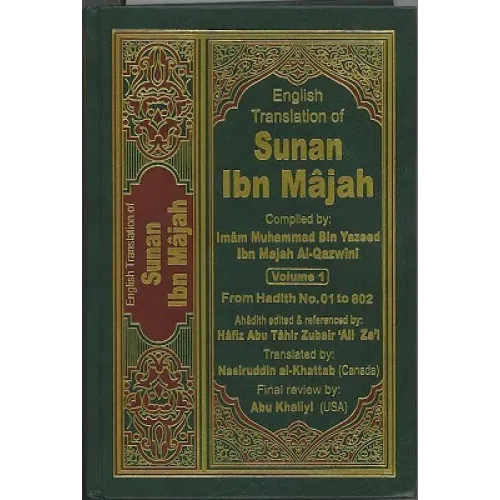 English Translation of
Sunan
Ibn Mâjah
English
Translation of
Sunan
Ibn Mâjah
Compiled by:
Imâm Muhammad Bin Yazeed
Ibn Majah Al-Qazwinî
Volume 1
From Hadith No.01 to 802
Ahâdith edited & referenced by:
Hâfiz Abu Tâhir Zubair 'Ali Za'i
Translated by:
Nasiruddin al-Khattab (Canada)
Final review by:
Abu Khaliyl (USA)